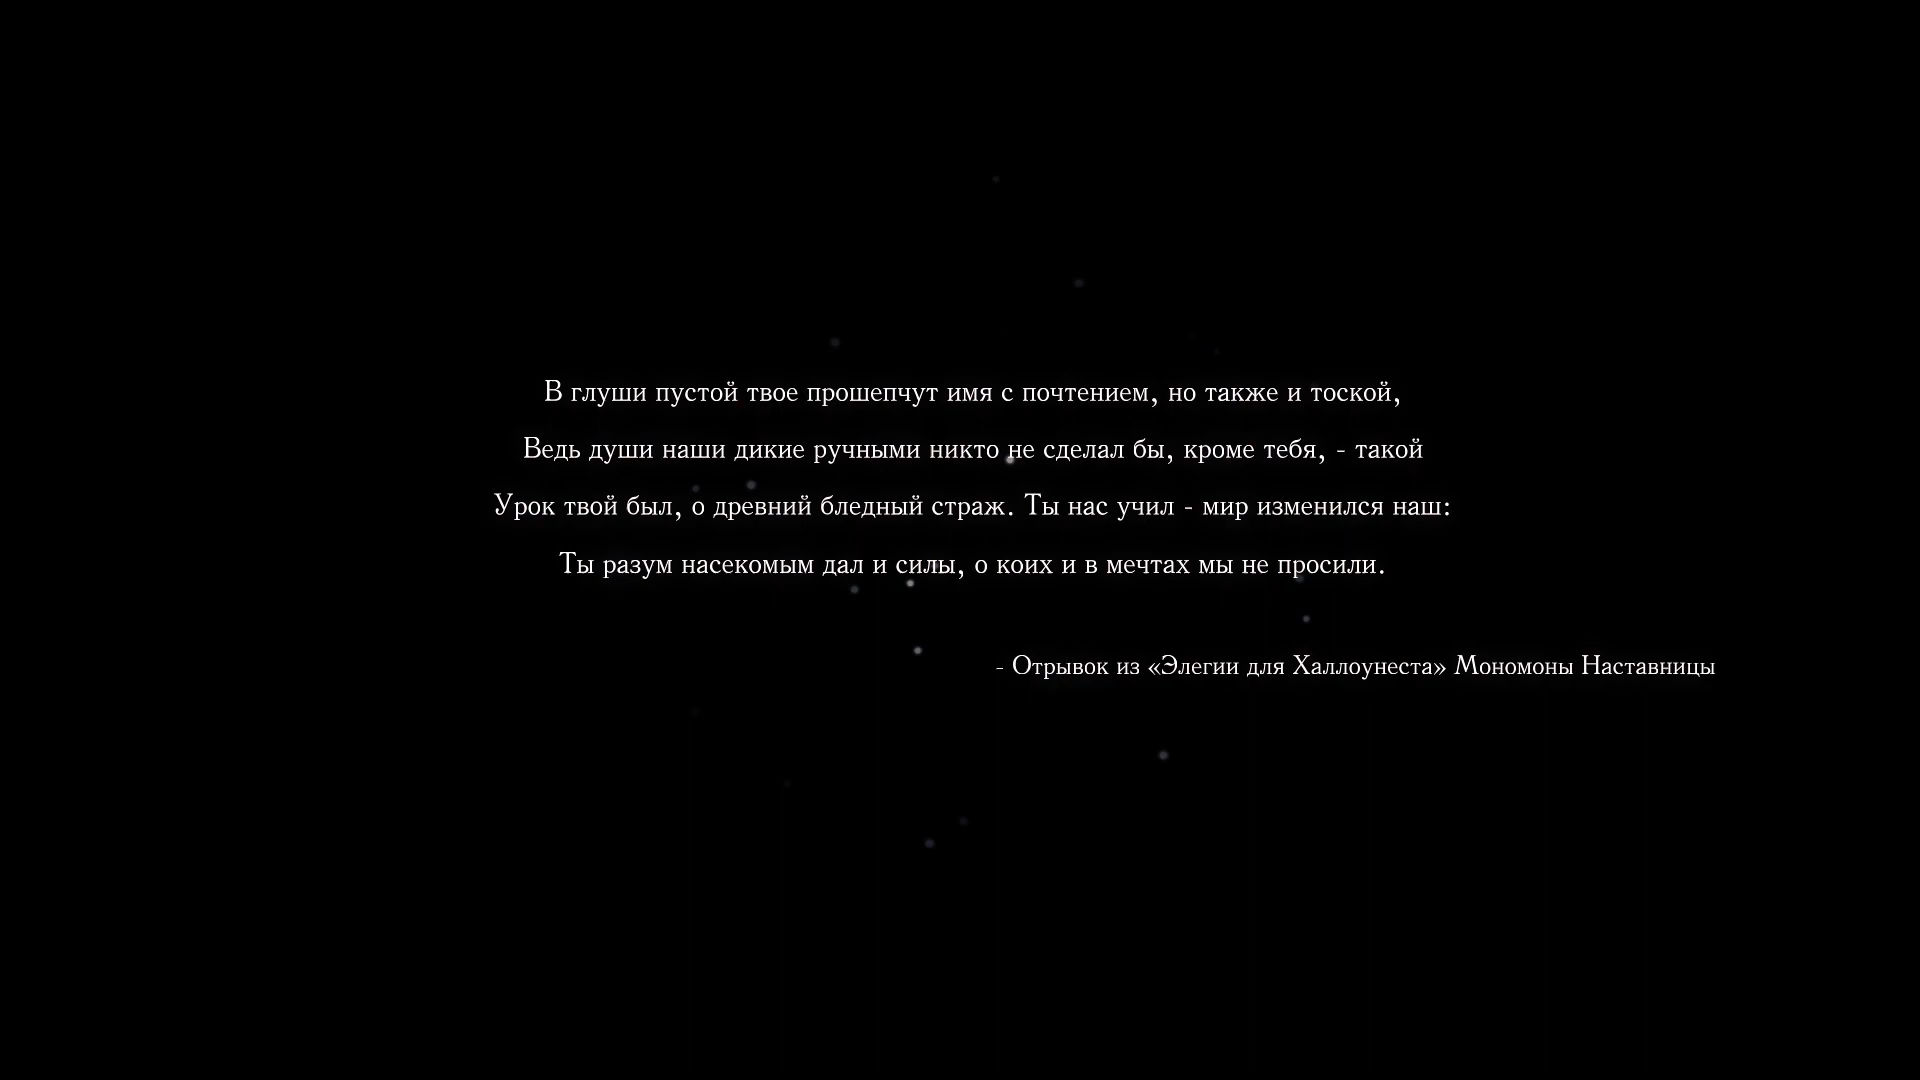 В глуши пустой твое прошепчут имя с почтением, но также и тоской,
Ведь души наши дикие ручными никто не сделал бы, кроме тебя, - такой
Урок твой был, о древний бледный страж. Ты нас учил - мир изменился наш:
Ты разум насекомым дал и силы, о коих и в мечтах мы не просили.
- Отрывок из «Элегии для Халлоунеста» Мономоны Наставницы